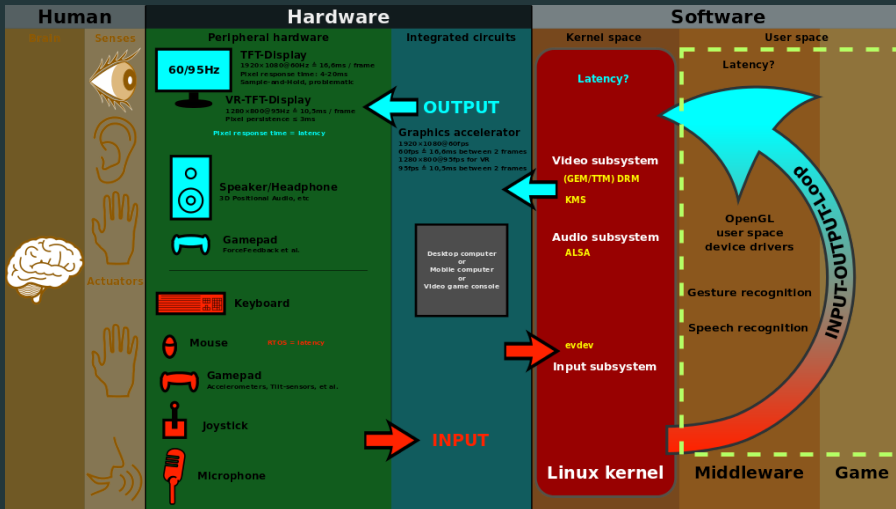 Human
Hardware
Software
Brain
Senses
Peripheral hardware
Integrated circuits
Kernel space
User space
60/95Hz
TFT-Display
1920×1080@60Hz ≙ 16,6ms / frame
Pixel response time: 4-20ms
Sample-and-Hold, problematic
VR-TFT-Display
1280×800@95Hz ≙ 10,5ms / frame
Pixel persistence ≤ 3ms
Pixel response time = latency
OUTPUT
Graphics accelerator
1920×1080@60fps
60fps ≙ 16,6ms between 2 frames
1280×800@95fps for VR
95fps ≙ 10,5ms between 2 frames
Latency?
Latency?
Speaker/Headphone
3D Positional Audio, etc
Gamepad
ForceFeedback et al.
Video subsystem
(GEM/TTM) DRM
KMS
Audio subsystem
ALSA
OpenGL
user space
device drivers
Gesture recognition
Speech recognition
INPUT-OUTPUT-Loop
Desktop computer
or
Mobile computer
or
Video game console
Actuators
Keyboard
Mouse
RTOS = latency
Gamepad
Accelerometers, Tilt-sensors, et al.
Joystick
Microphone
INPUT
evdev
Input subsystem
Linux kernel
Middleware
Game